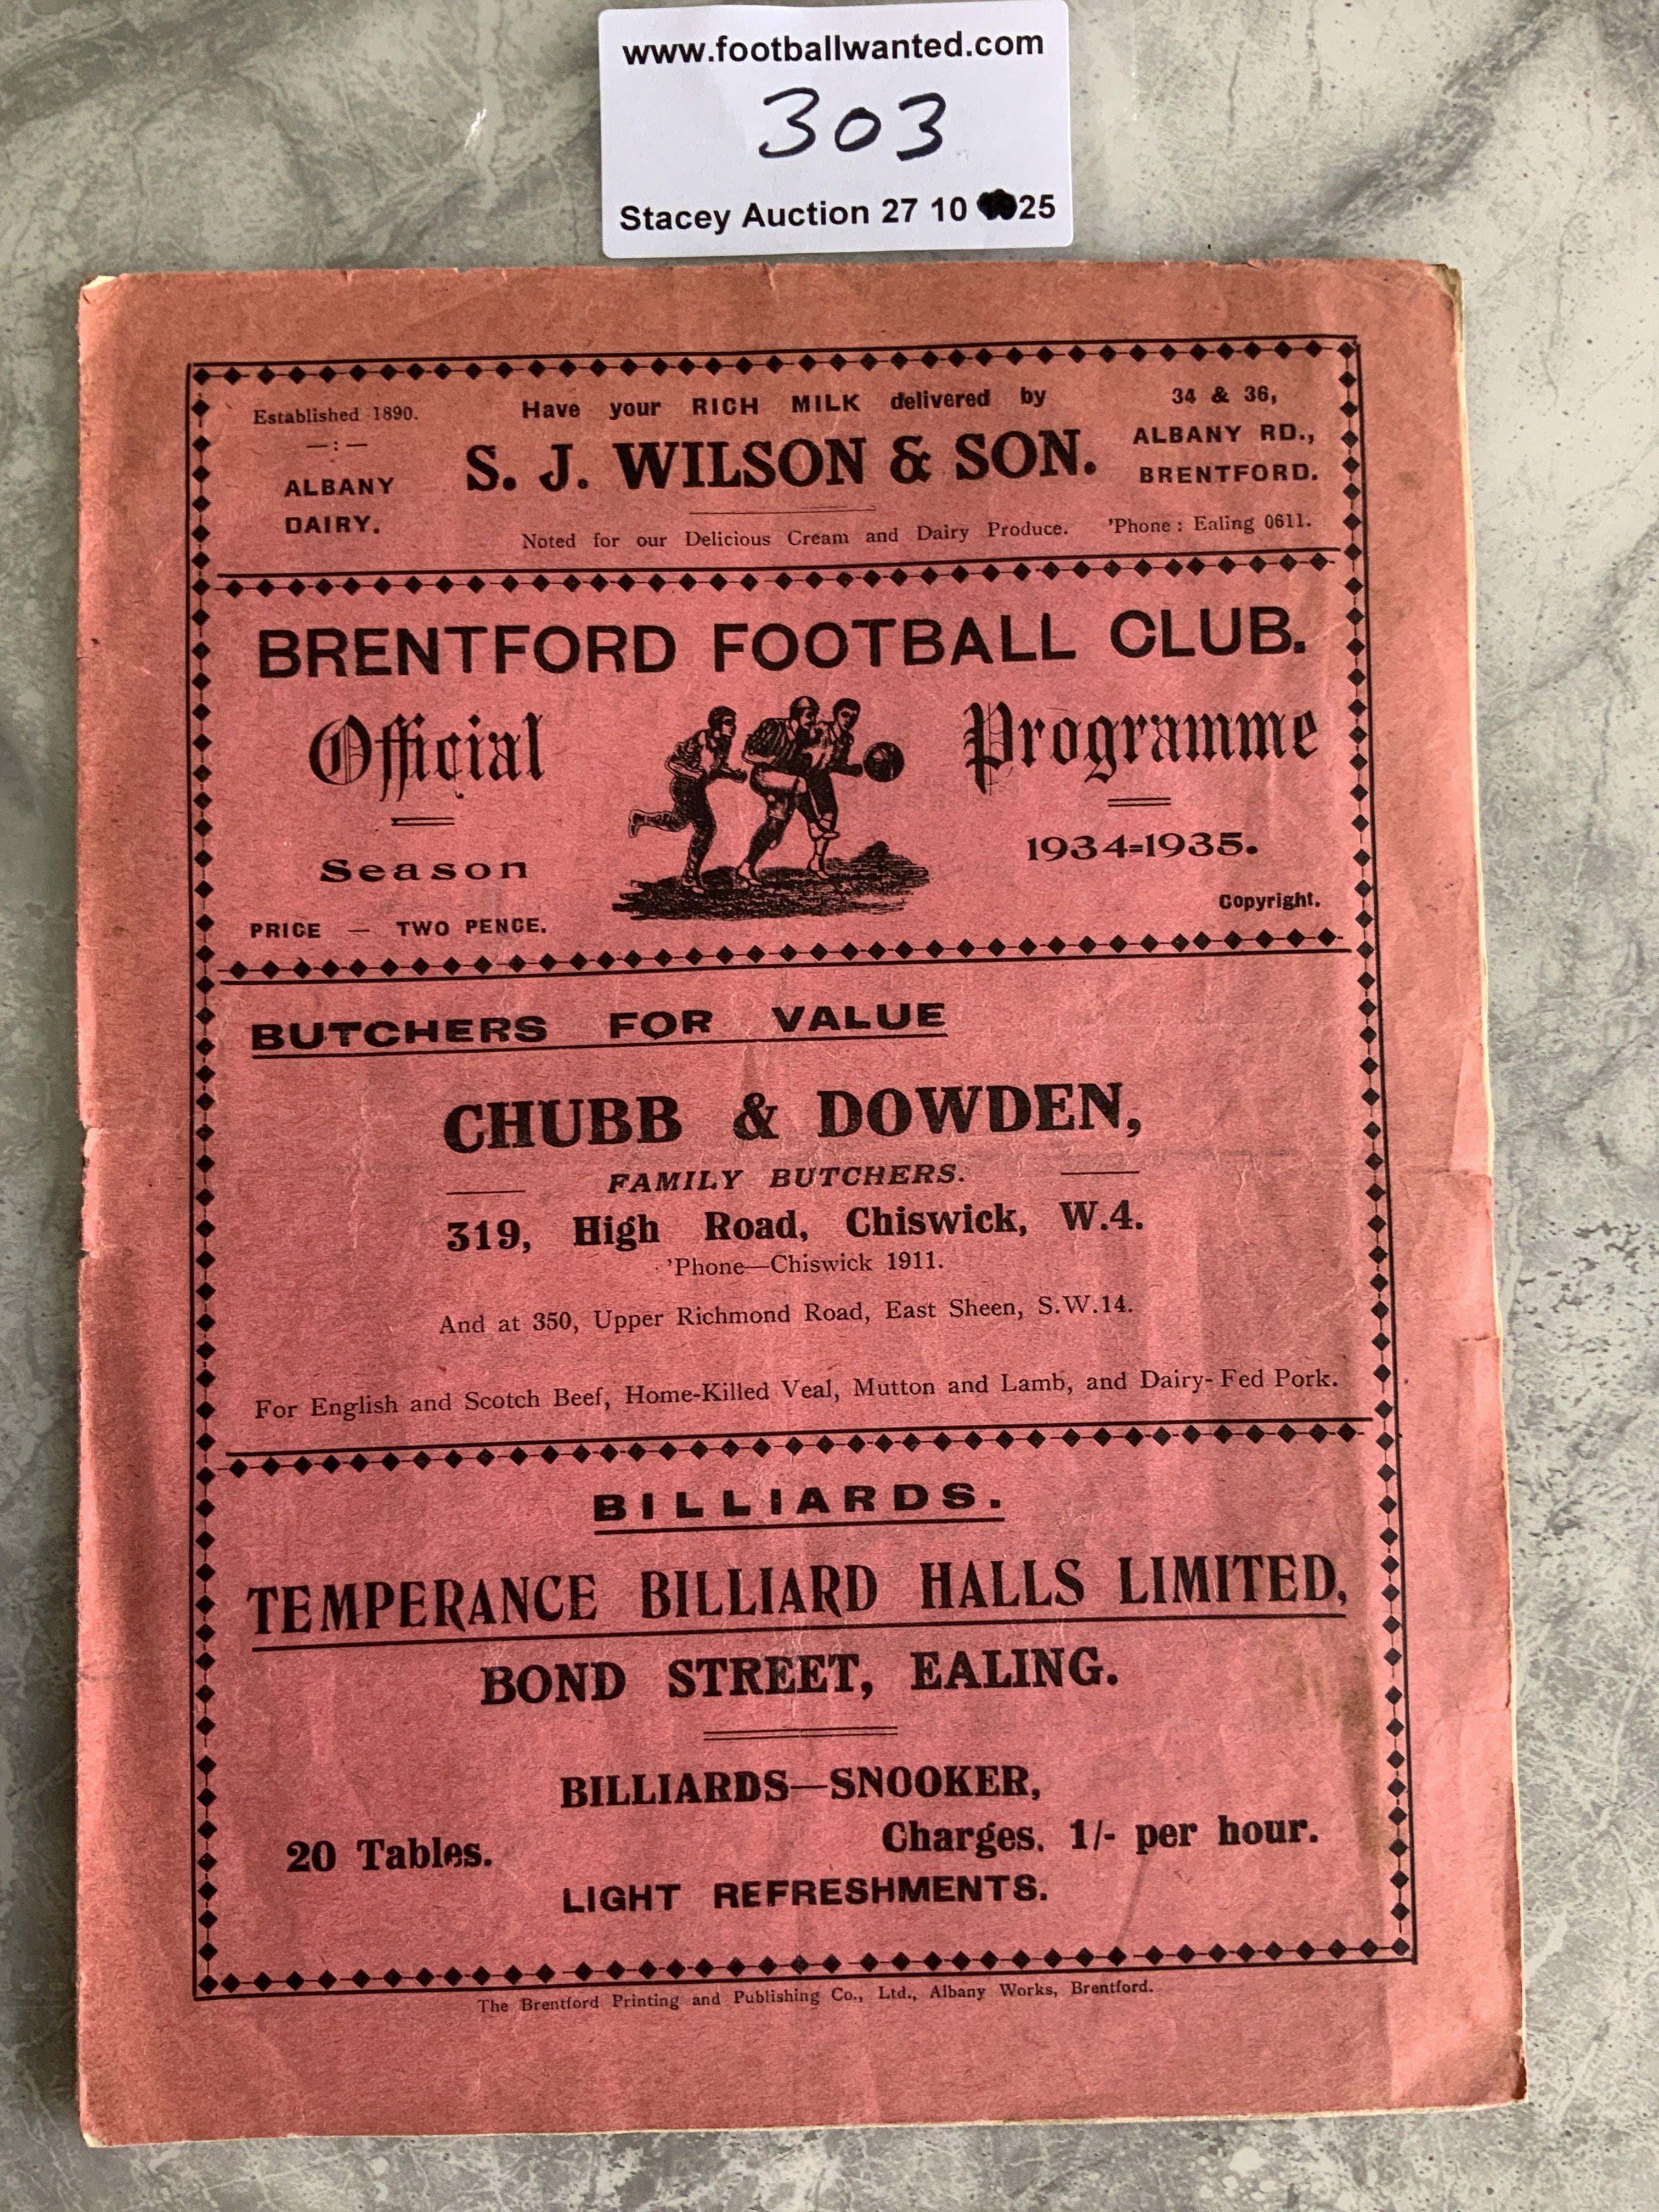 www.footballwanted.com
303
Stacey Auction 27 10 25
Established 1890.
—:—
ALBANY
DAIRY.
Have your RICH MILK delivered by
S. J. WILSON & SON.
Noted for our Delicious Cream and Dairy Produce.
34 & 36,
ALBANY RD.,
BRENTFORD.
'Phone: Ealing 0611.
BRENTFORD FOOTBALL CLUB.
Official Programme
Season 1934=1935.
Copyright.
PRICE — TWO PENCE.
BUTCHERS FOR VALUE
CHUBB & DOWDEN,
FAMILY BUTCHERS.
319, High Road, Chiswick, W.4.
'Phone—Chiswick 1911.
And at 350, Upper Richmond Road, East Sheen, S.W.14.
For English and Scotch Beef, Home-Killed Veal, Mutton and Lamb, and Dairy-Fed Pork.
BILLIARDS.
TEMPERANCE BILLIARD HALLS LIMITED,
BOND STREET, EALING.
BILLIARDS—SNOOKER,
20 Tables. Charges. 1/- per hour.
LIGHT REFRESHMENTS.
The Brentford Printing and Publishing Co., Ltd., Albany Works, Brentford.